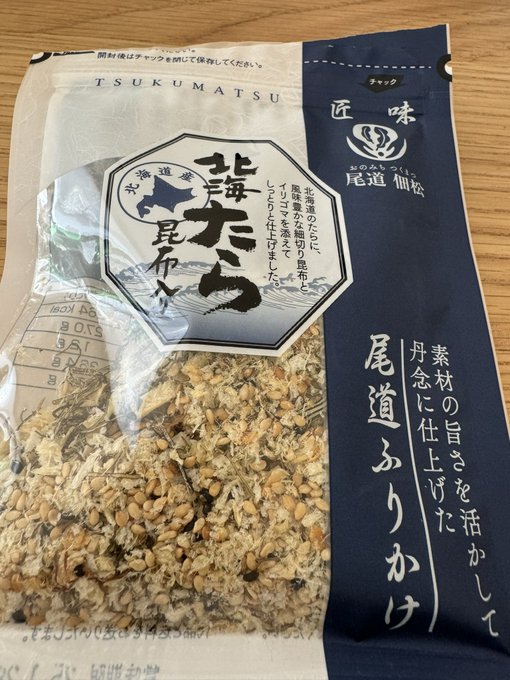 開封後はチャックを閉じて保存してください。
TSUKUMATSU
チャック
匠味
おのみち つくまつ
尾道 佃松
北海道産
北海たら
昆布入り
北海道のたらに、
風味豊かな細切り昆布と
イリゴマを添えて
しっとりと仕上げました。
素材の旨さを活かして
丹念に仕上げた
尾道ふりかけ